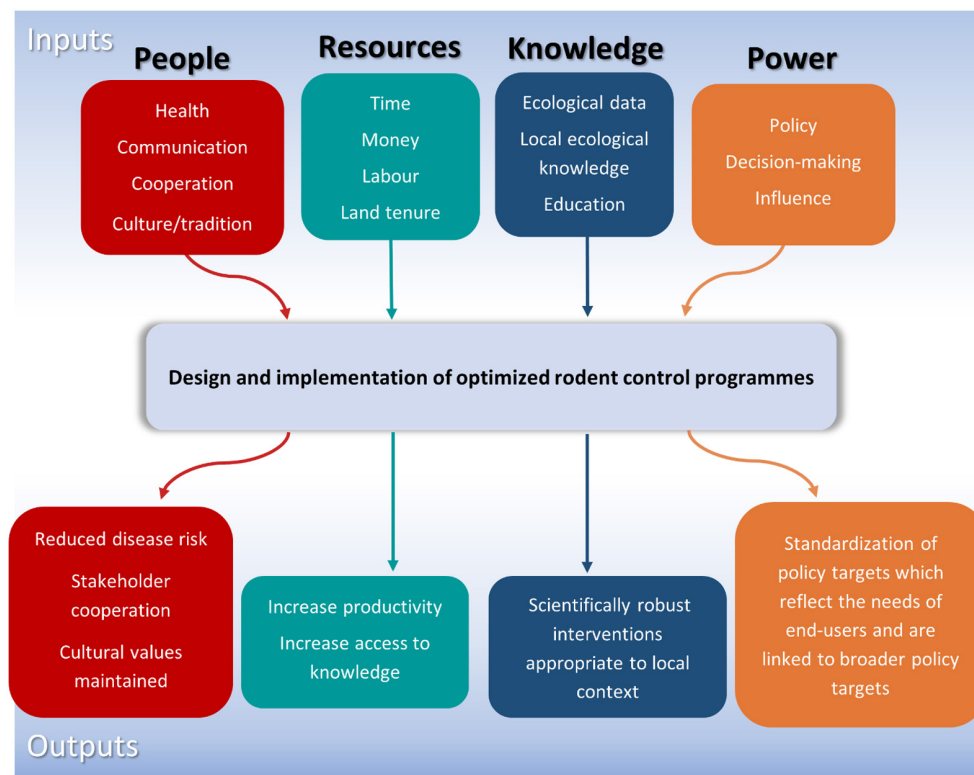 Inputs
People
Resources
Knowledge
Power
Health
Communication
Cooperation
Culture/tradition
Time
Money
Labour
Land tenure
Ecological data
Local ecological
knowledge
Education
Policy
Decision-making
Influence
Design and implementation of optimized rodent control programmes
Reduced disease risk
Stakeholder
cooperation
Cultural values
maintained
Increase productivity
Increase access to
knowledge
Scientifically robust
interventions
appropriate to local
context
Standardization of
policy targets which
reflect the needs of
end-users and are
linked to broader policy
targets
Outputs